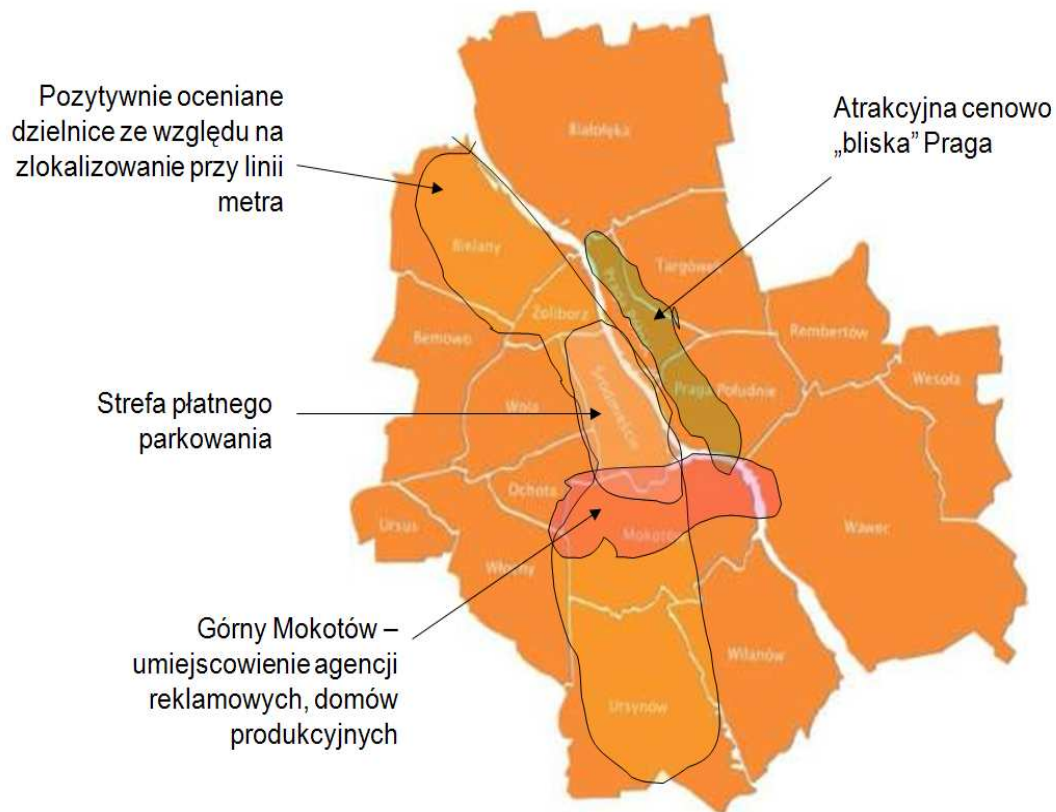 Pozytywnie oceniane
dzielnice ze względu na
zlokalizowanie przy linii
metra
Atrakcyjna cenowo
„bliska” Praga
Strefa płatnego
parkowania
Górny Mokotów –
umiejscowienie agencji
reklamowych, domów
produkcyjnych
Białołęka
Bielany
Targówek
Żoliborz
Rembertów
Bemowo
Wesoła
Praga Południe
Śródmieście
Wola
Ochota
Ursus
Mokotów
Wawer
Włochy
Wilanów
Ursynów